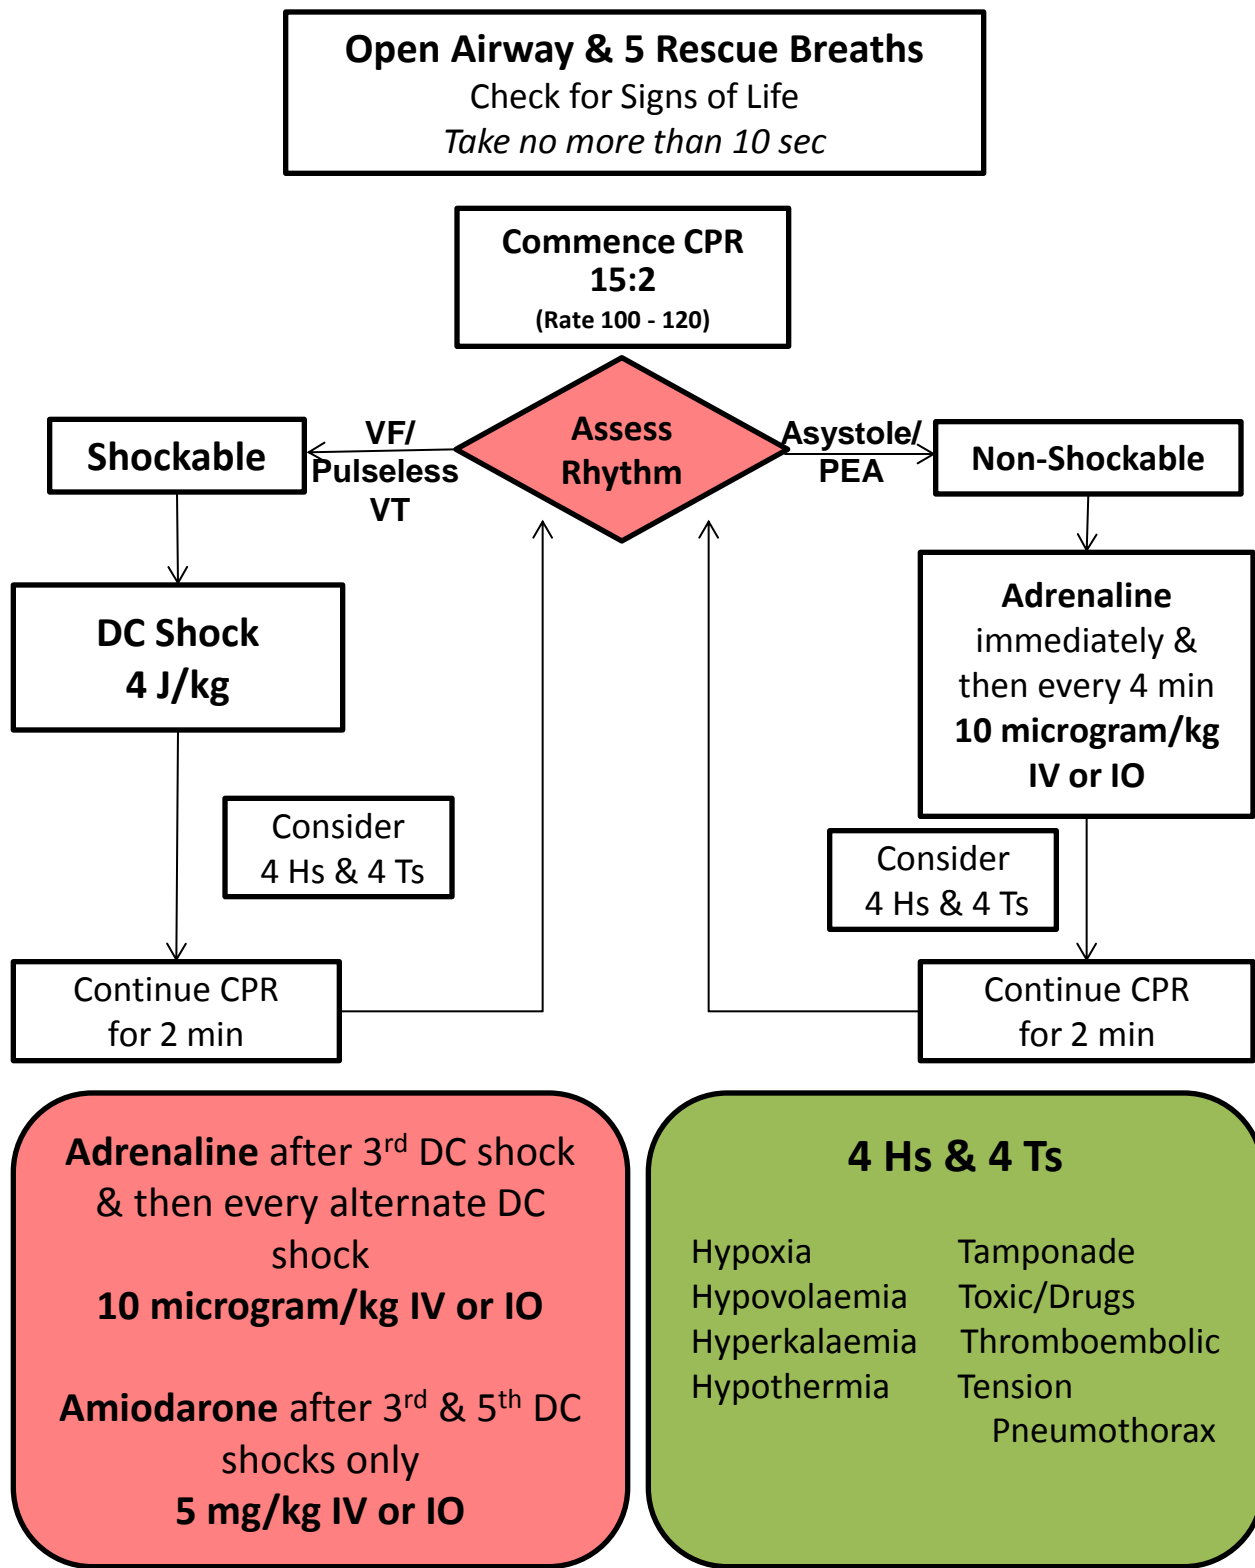 Open Airway & 5 Rescue Breaths
Check for Signs of Life
Take no more than 10 sec
Commence CPR
15:2
(Rate 100 - 120)
Assess
Rhythm
VF/
Pulseless
VT
Shockable
Asystole/
PEA
Non-Shockable
DC Shock
4 J/kg
Consider
4 Hs & 4 Ts
Continue CPR
for 2 min
Adrenaline
immediately &
then every 4 min
10 microgram/kg
IV or IO
Consider
4 Hs & 4 Ts
Continue CPR
for 2 min
Adrenaline after 3rd DC shock
& then every alternate DC
shock
10 microgram/kg IV or IO
Amiodarone after 3rd & 5th DC
shocks only
5 mg/kg IV or IO
4 Hs & 4 Ts
Hypoxia Tamponade
Hypovolaemia Toxic/Drugs
Hyperkalaemia Thromboembolic
Hypothermia Tension
Pneumothorax